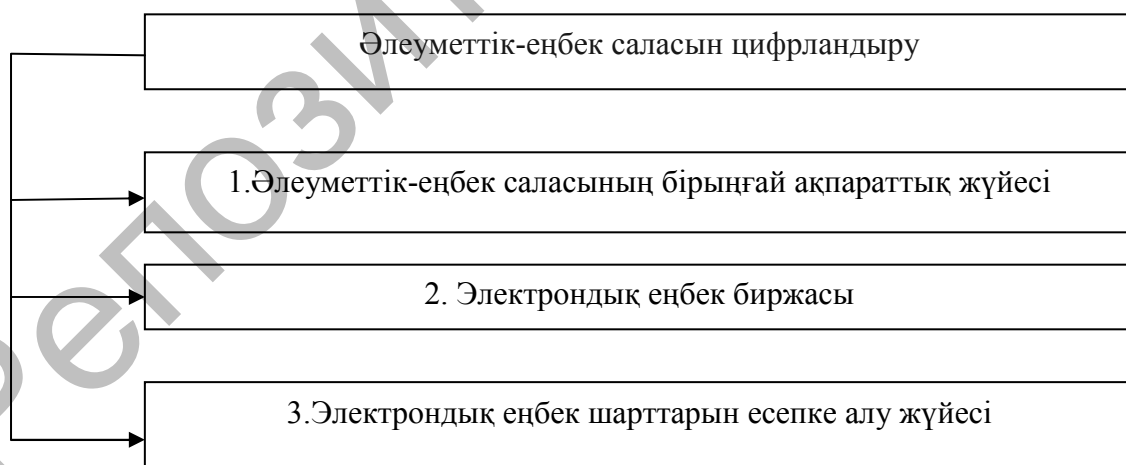 Әлеуметтік-еңбек саласын цифрландыру
1.Әлеуметтік-еңбек саласының бірыңғай ақпараттық жүйесі
2. Электрондық еңбек биржасы
3.Электрондық еңбек шарттарын есепке алу жүйесі